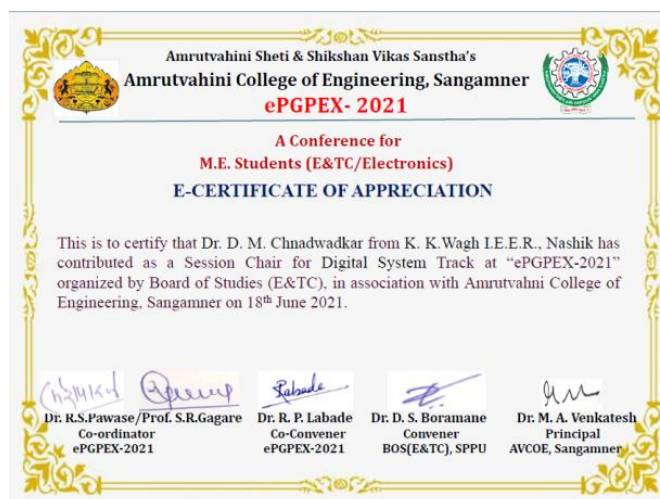 Amrutvahini Sheti & Shikshan Vikas Sanstha's
Amrutvahini College of Engineering, Sangamner
ePGPEX- 2021
A Conference for
M.E. Students (E&TC/Electronics)
E-CERTIFICATE OF APPRECIATION
This is to certify that Dr. D. M. Chnadwadkar from K. K.Wagh I.E.E.R., Nashik has
contributed as a Session Chair for Digital System Track at “ePGPEX-2021”
organized by Board of Studies (E&TC), in association with Amrutvahni College of
Engineering, Sangamner on 18th June 2021.
Rabade
Dr. R.S.Pawase/Prof. S.R.Gagare
Co-ordinator
ePGPEX-2021
Dr. R. P. Labade
Co-Convener
ePGPEX-2021
Dr. D. S. Boramane
Convener
BOS(E&TC), SPPU
Dr. M. A. Venkatesh
Principal
AVCOE, Sangamner